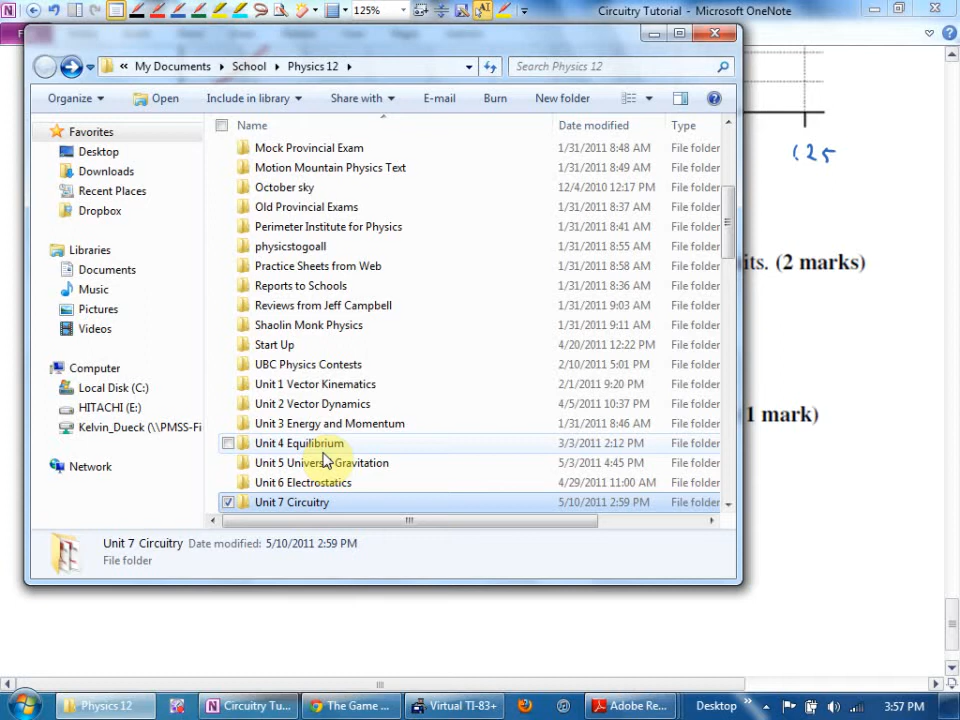 125%
Circuitry Tutorial - Microsoft OneNote
« My Documents School Physics 12
Search Physics 12
Organize Open Include in library Share with E-mail Burn New folder
Name Date modified Type
Favorites
Desktop
Downloads
Recent Places
Dropbox
Libraries
Documents
Music
Pictures
Videos
Computer
Local Disk (C:)
HITACHI (E:)
Kelvin_Dueck (\\PMSS-Fi
Network
Mock Provincial Exam 1/31/2011 8:48 AM File folder
Motion Mountain Physics Text 1/31/2011 8:49 AM File folder
October sky 12/4/2010 12:17 PM File folder
Old Provincial Exams 1/31/2011 8:37 AM File folder
Perimeter Institute for Physics 1/31/2011 8:41 AM File folder
physicstogoall 1/31/2011 8:55 AM File folder
Practice Sheets from Web 1/31/2011 8:58 AM File folder
Reports to Schools 1/31/2011 8:36 AM File folder
Reviews from Jeff Campbell 1/31/2011 9:03 AM File folder
Shaolin Monk Physics 1/31/2011 9:11 AM File folder
Start Up 4/20/2011 12:22 PM File folder
UBC Physics Contests 2/10/2011 5:01 PM File folder
Unit 1 Vector Kinematics 2/1/2011 9:20 PM File folder
Unit 2 Vector Dynamics 4/5/2011 10:37 PM File folder
Unit 3 Energy and Momentum 1/31/2011 8:46 AM File folder
Unit 4 Equilibrium 3/3/2011 2:12 PM File folder
Unit 5 Universal Gravitation 5/3/2011 4:45 PM File folder
Unit 6 Electrostatics 4/29/2011 11:00 AM File folder
Unit 7 Circuitry 5/10/2011 2:59 PM File folder
Unit 7 Circuitry Date modified: 5/10/2011 2:59 PM
File folder
1.25
its. (2 marks)
1 mark)
Physics 12 Circuitry Tu... The Game ... Virtual TI-83+ Adobe Re... Desktop » 3:57 PM